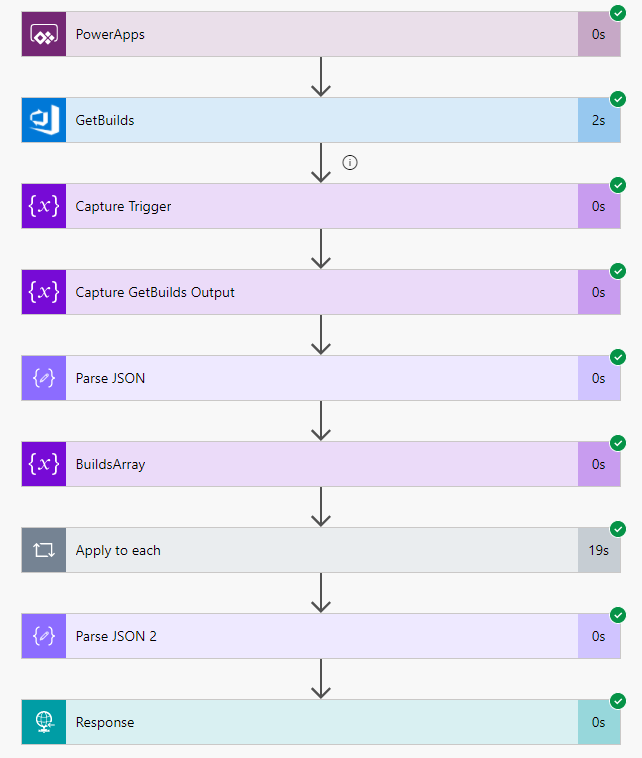 PowerApps 0s
GetBuilds 2s
Capture Trigger 0s
Capture GetBuilds Output 0s
Parse JSON 0s
BuildsArray 0s
Apply to each 19s
Parse JSON 2 0s
Response 0s